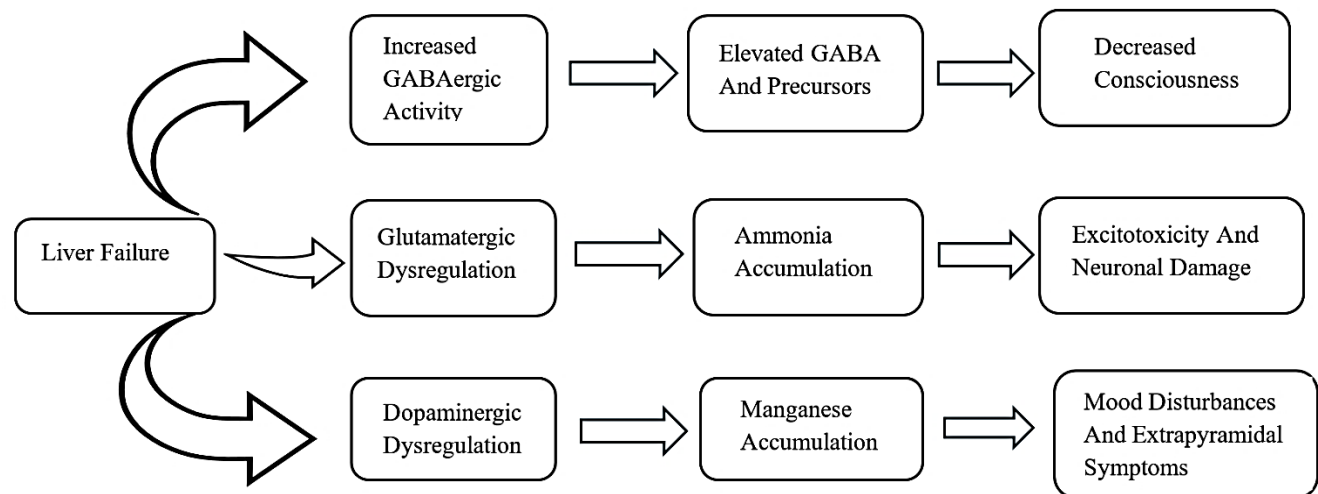 Increased
GABAergic
Activity
Elevated GABA
And Precursors
Decreased
Consciousness
Liver Failure
Glutamatergic
Dysregulation
Ammonia
Accumulation
Excitotoxicity And
Neuronal Damage
Dopaminergic
Dysregulation
Manganese
Accumulation
Mood Disturbances
And Extrapyramidal
Symptoms